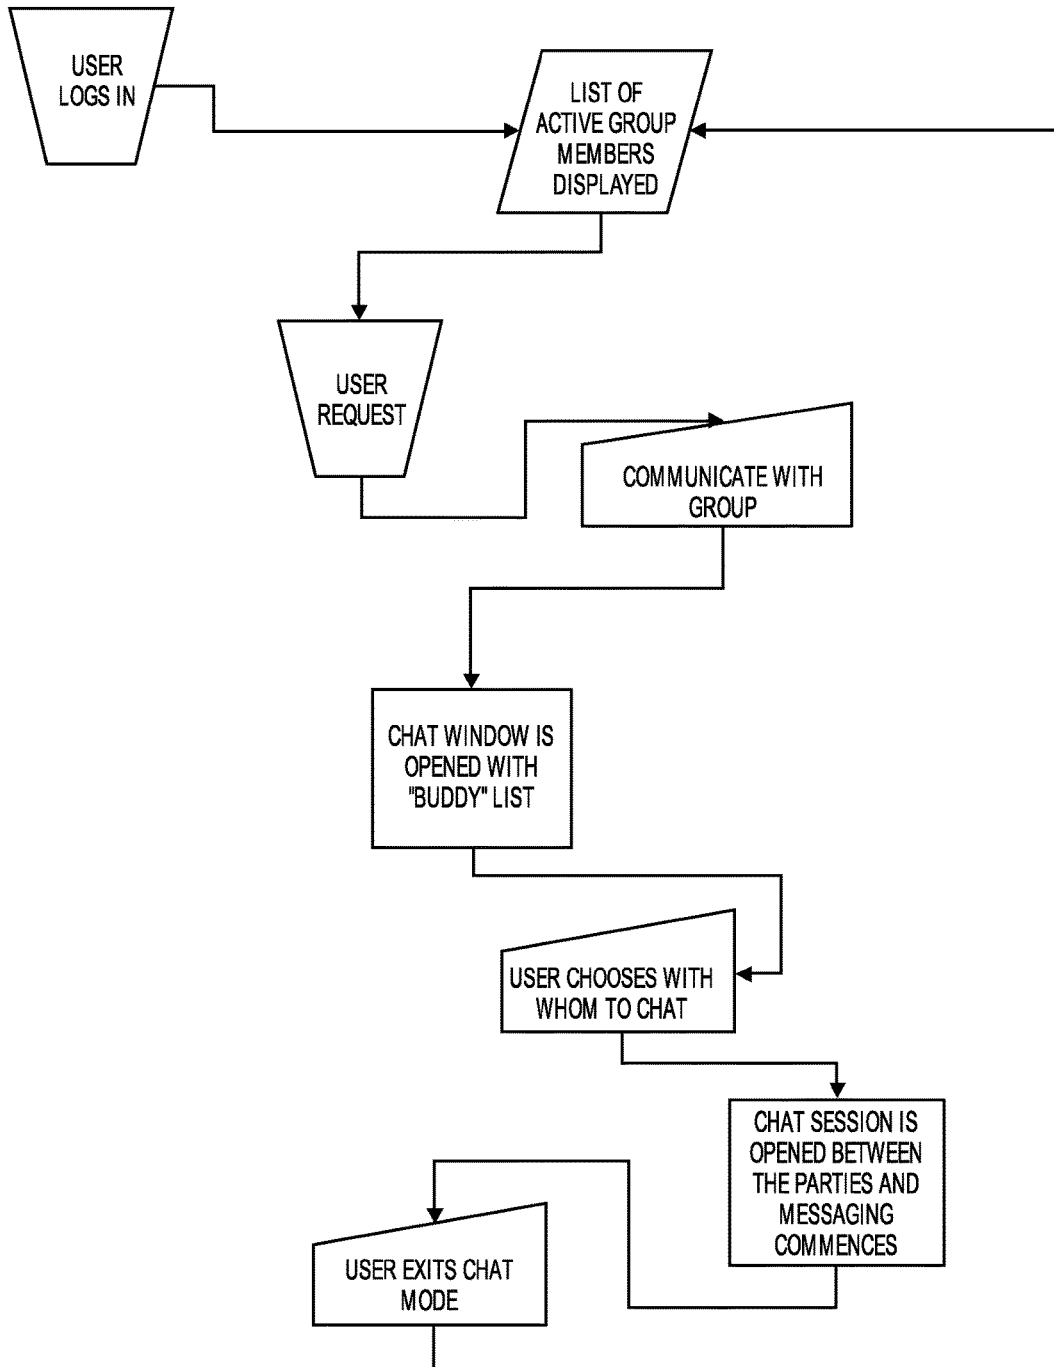 USER
LOGS IN
LIST OF
ACTIVE GROUP
MEMBERS
DISPLAYED
USER
REQUEST
COMMUNICATE WITH
GROUP
CHAT WINDOW IS
OPENED WITH
"BUDDY" LIST
USER CHOOSES WITH
WHOM TO CHAT
CHAT SESSION IS
OPENED BETWEEN
THE PARTIES AND
MESSAGING
COMMENCES
USER EXITS CHAT
MODE